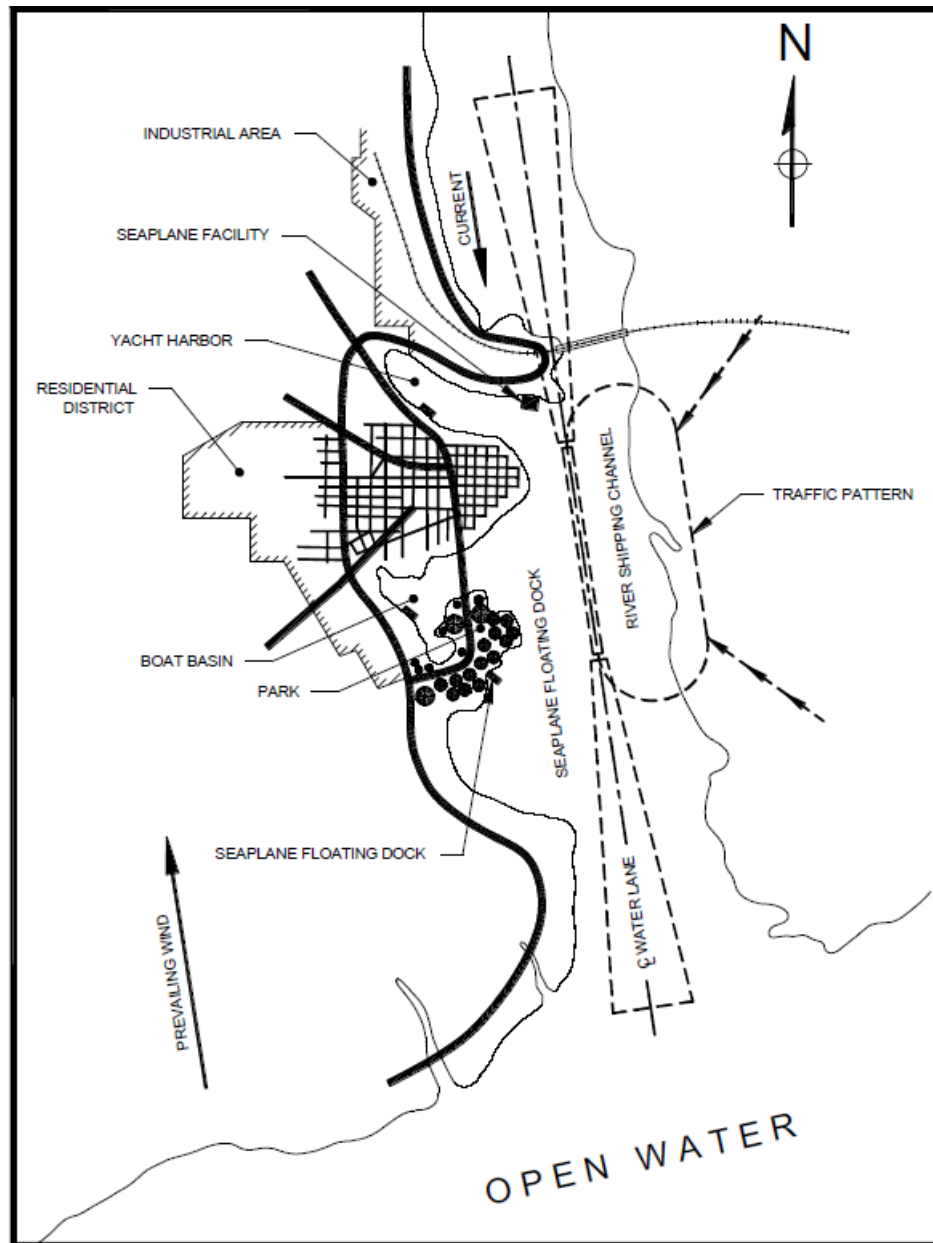 N
INDUSTRIAL AREA
CURRENT
SEAPLANE FACILITY
YACHT HARBOR
RESIDENTIAL
DISTRICT
RIVER SHIPPING CHANNEL
TRAFFIC PATTERN
SEAPLANE FLOATING DOCK
BOAT BASIN
PARK
SEAPLANE FLOATING DOCK
℄ WATER LANE
PREVAILING WIND
OPEN WATER